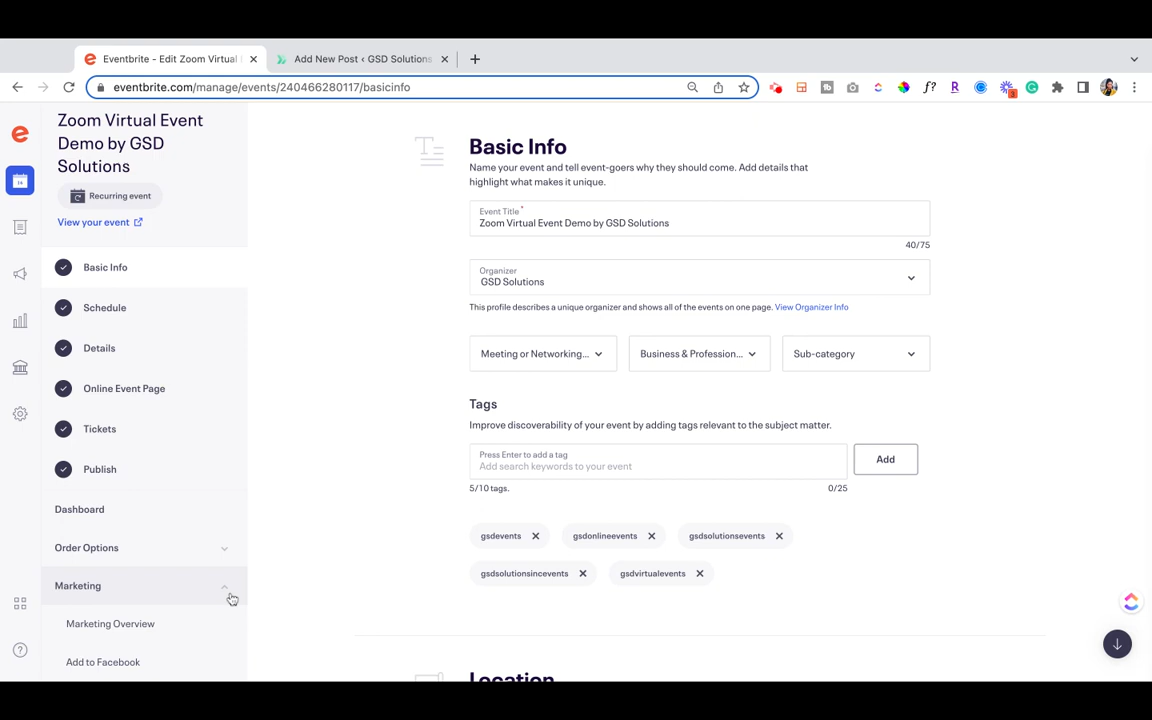 Eventbrite - Edit Zoom Virtual
Add New Post ‹ GSD Solutions
eventbrite.com/manage/events/240466280117/basicinfo
f?
R
3
Zoom Virtual Event
Demo by GSD
Solutions
Recurring event
View your event
Basic Info
Schedule
Details
Online Event Page
Tickets
Publish
Dashboard
Order Options
Marketing
Marketing Overview
Add to Facebook
Basic Info
Name your event and tell event-goers why they should come. Add details that
highlight what makes it unique.
Event Title*
Zoom Virtual Event Demo by GSD Solutions
40/75
Organizer
GSD Solutions
This profile describes a unique organizer and shows all of the events on one page. View Organizer Info
Meeting or Networking... Business & Profession... Sub-category
Tags
Improve discoverability of your event by adding tags relevant to the subject matter.
Press Enter to add a tag
Add search keywords to your event
Add
5/10 tags. 0/25
gsdevents gsdonlineevents gsdsolutionsevents
gsdsolutionsincevents gsdvirtualevents
Location